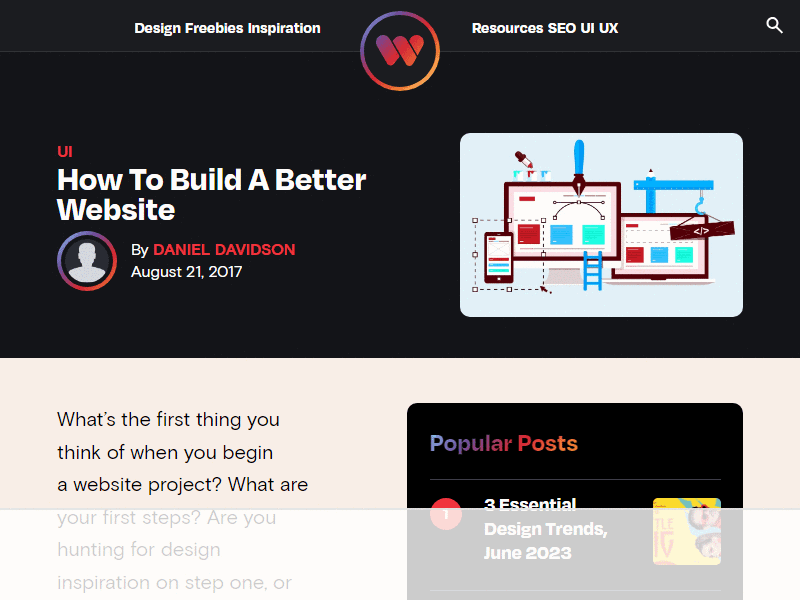 Design Freebies Inspiration
Resources SEO UI UX
UI
How To Build A Better
Website
By DANIEL DAVIDSON
August 21, 2017
</>
What's the first thing you
think of when you begin
a website project? What are
your first steps? Are you
hunting for design
inspiration on step one, or
Popular Posts
1
3 Essential
Design Trends,
June 2023